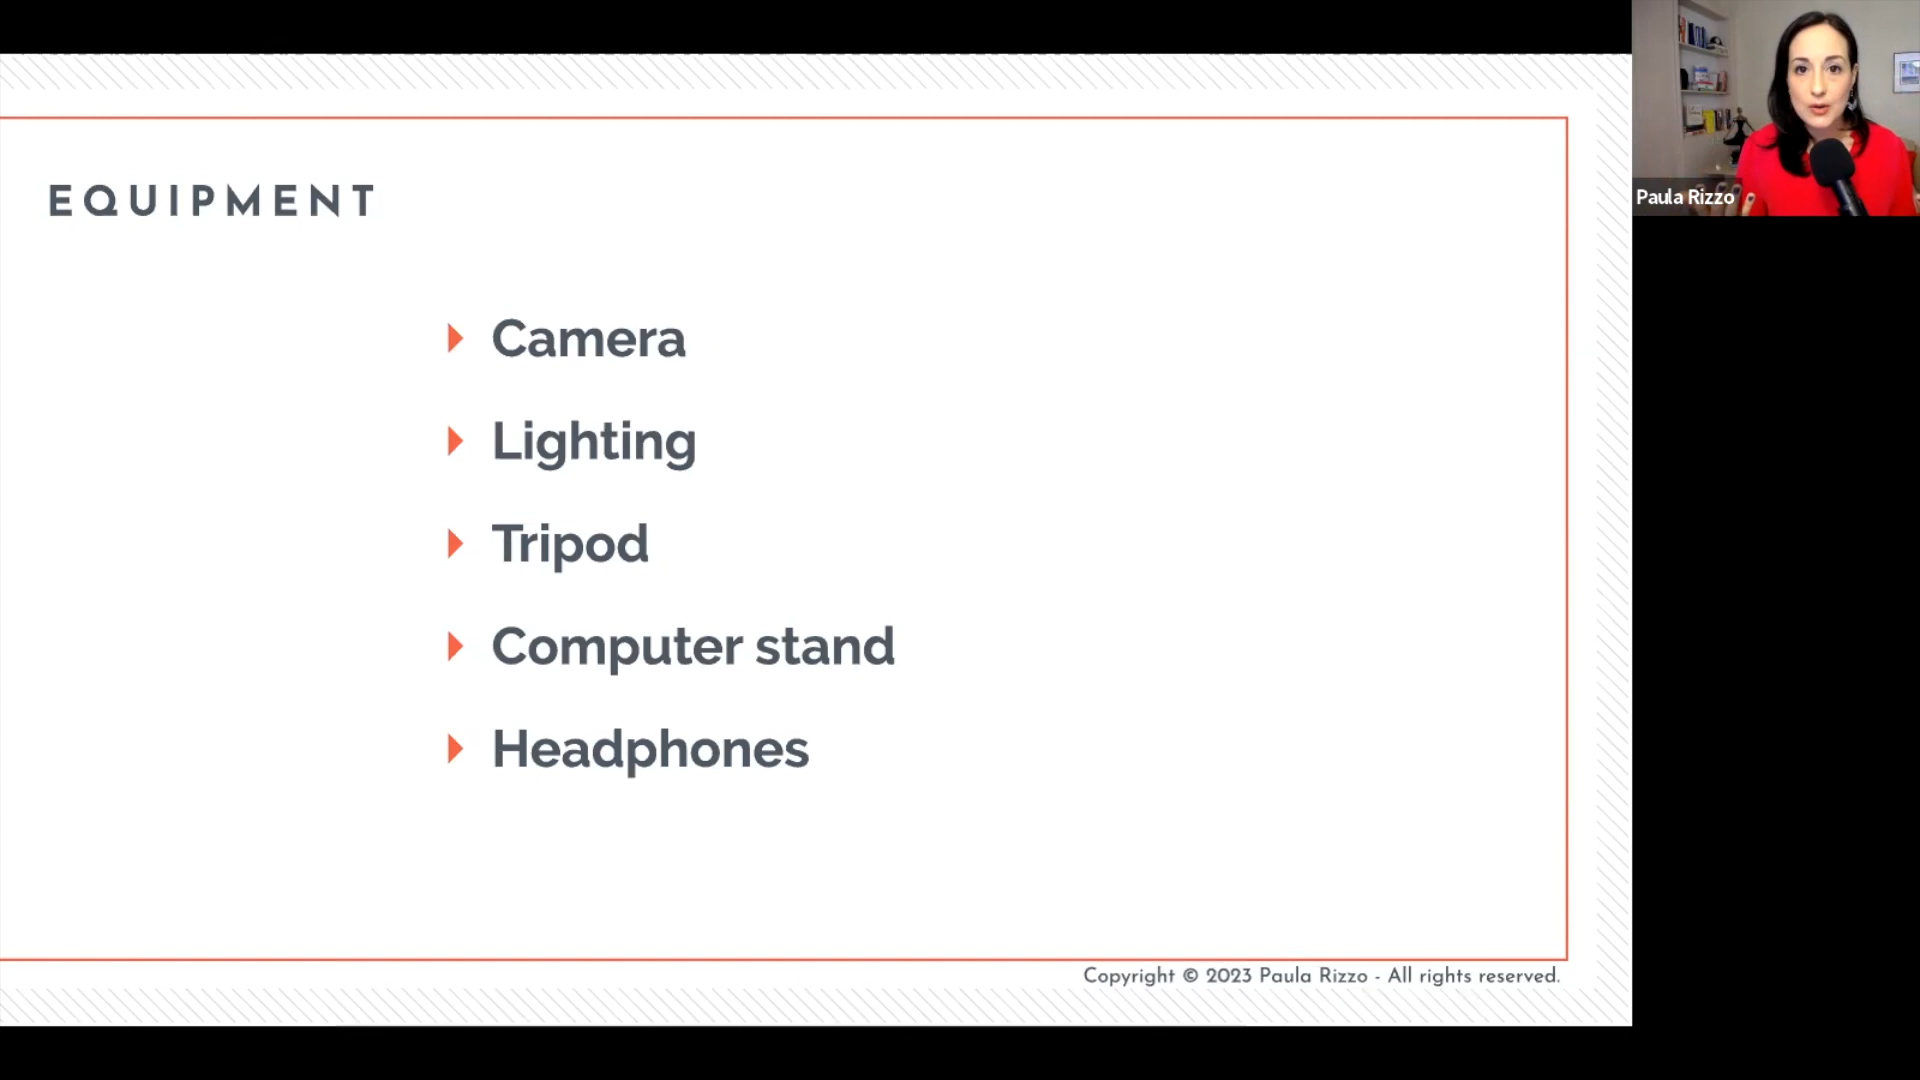 EQUIPMENT
Camera
Lighting
Tripod
Computer stand
Headphones
Copyright © 2023 Paula Rizzo - All rights reserved.
Paula Rizzo